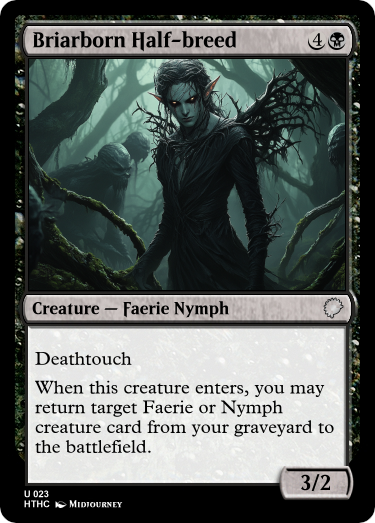 Briarborn Half-breed 4
Creature — Faerie Nymph
Deathtouch
When this creature enters, you may
return target Faerie or Nymph
creature card from your graveyard to
the battlefield.
3/2
U 023
HTHC Midjourney